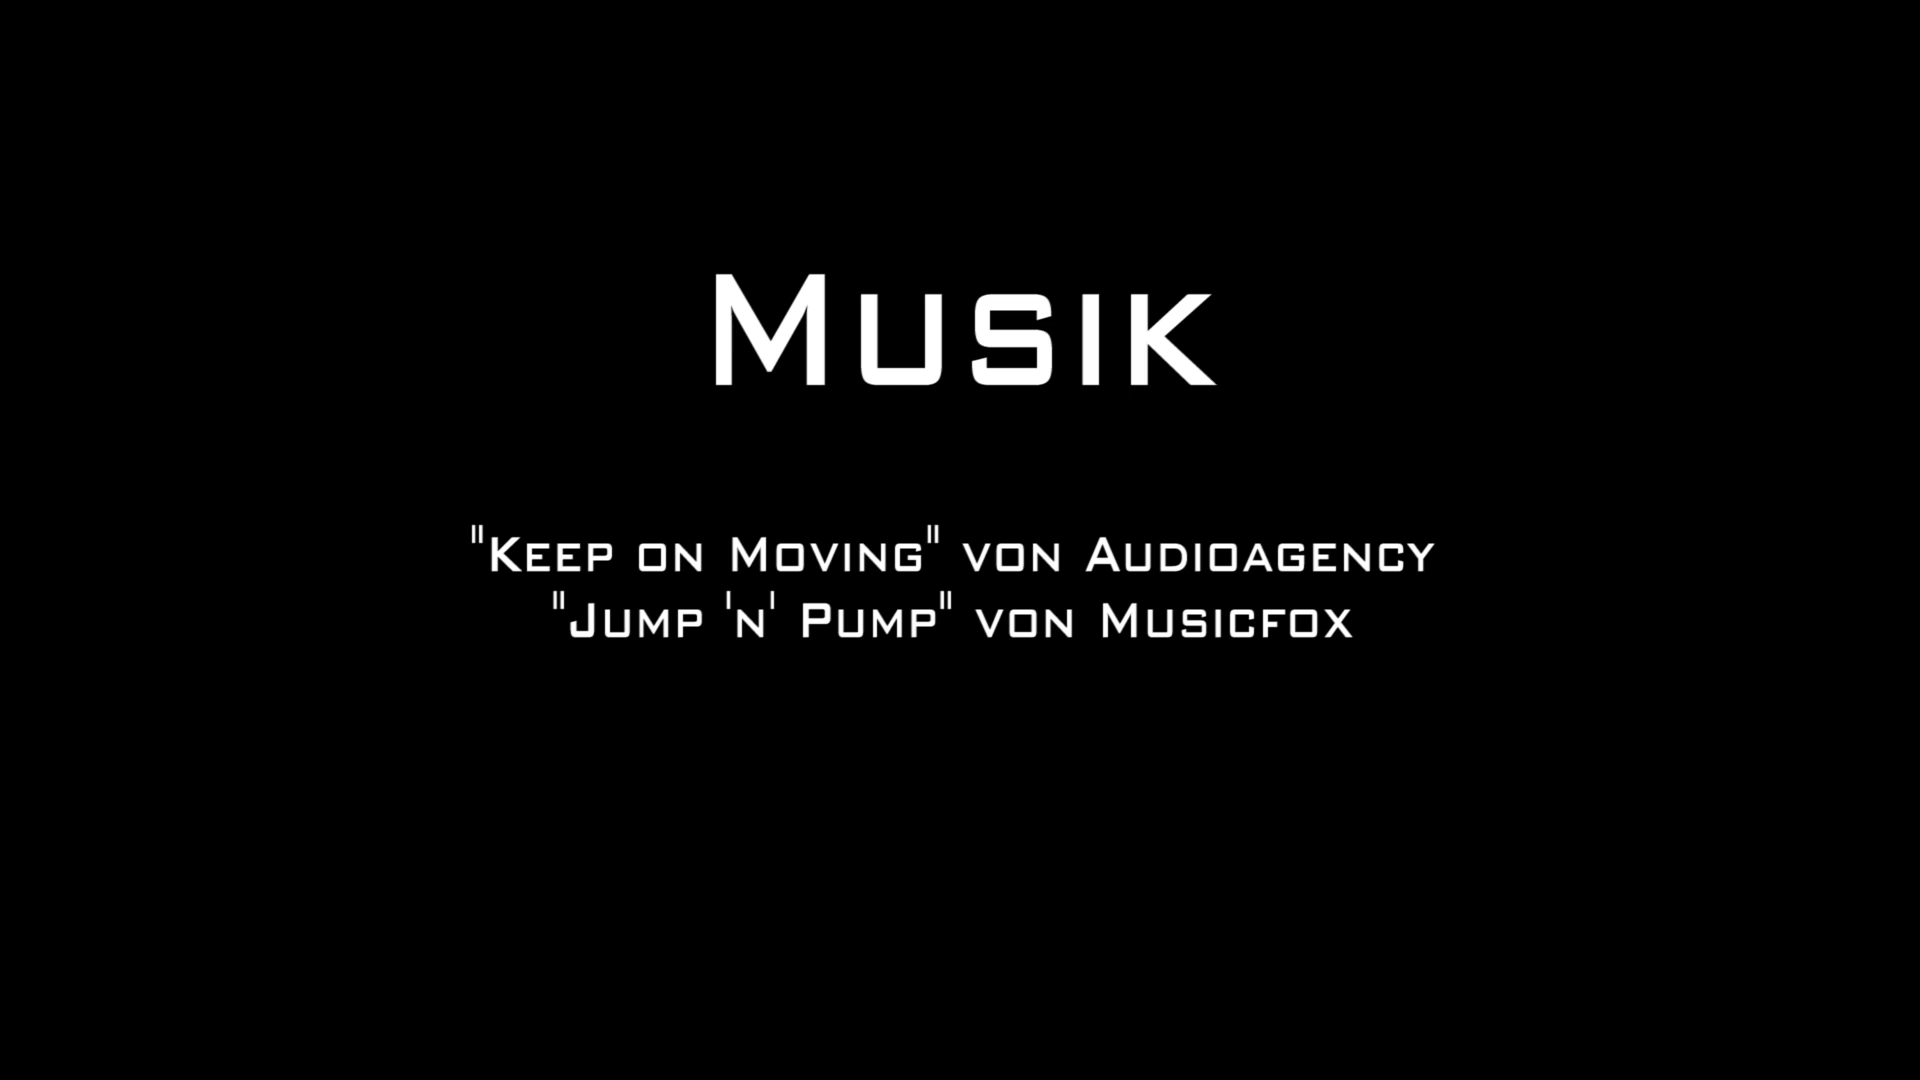 Musik
"Keep on Moving" von Audioagency
"Jump 'n' Pump" von Musicfox